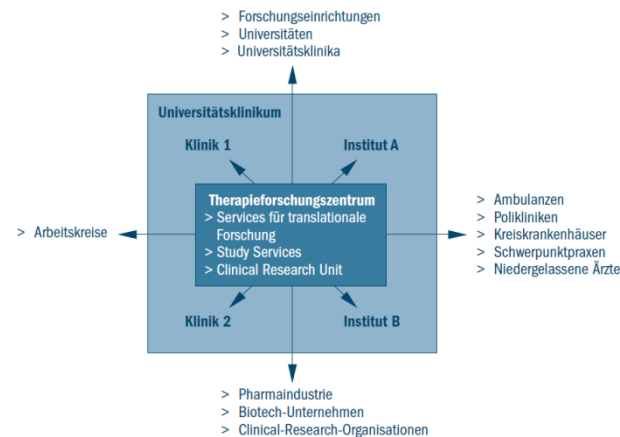 > Forschungseinrichtungen
> Universitäten
> Universitätsklinika
Universitätsklinikum
Klinik 1
Institut A
Therapieforschungszentrum
> Services für translationale
Forschung
> Study Services
> Clinical Research Unit
> Arbeitskreise
> Ambulanzen
> Polikliniken
> Kreiskrankenhäuser
> Schwerpunktpraxen
> Niedergelassene Ärzte
Klinik 2
Institut B
> Pharmaindustrie
> Biotech-Unternehmen
> Clinical-Research-Organisationen